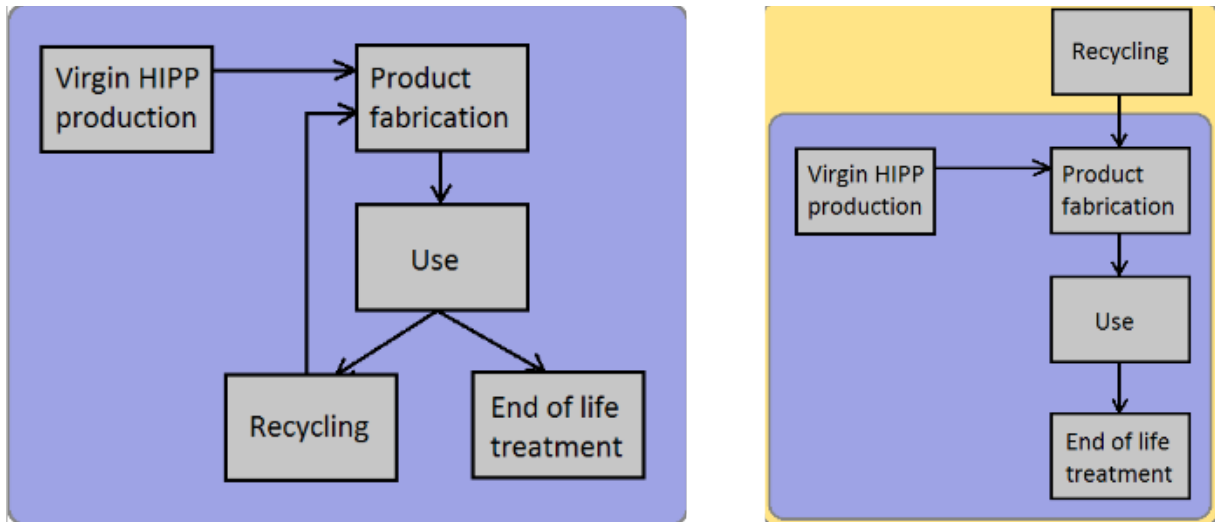 Virgin HIPP
production
Product
fabrication
Use
Recycling
End of life
treatment
Recycling
Virgin HIPP
production
Product
fabrication
Use
End of life
treatment